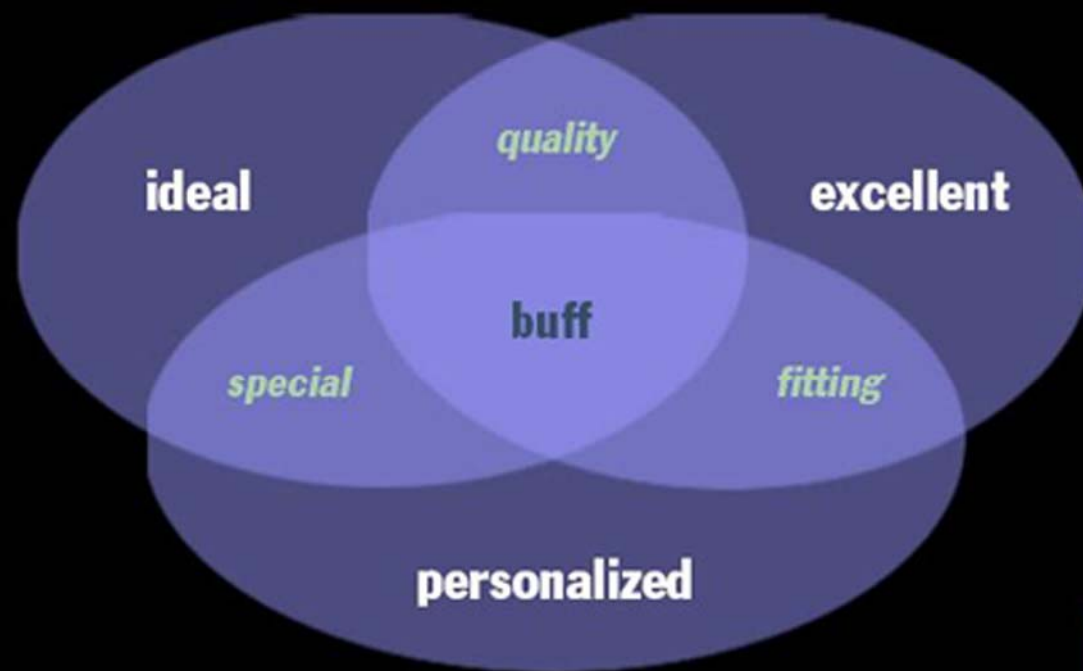 quality
ideal
excellent
buff
special
fitting
personalized